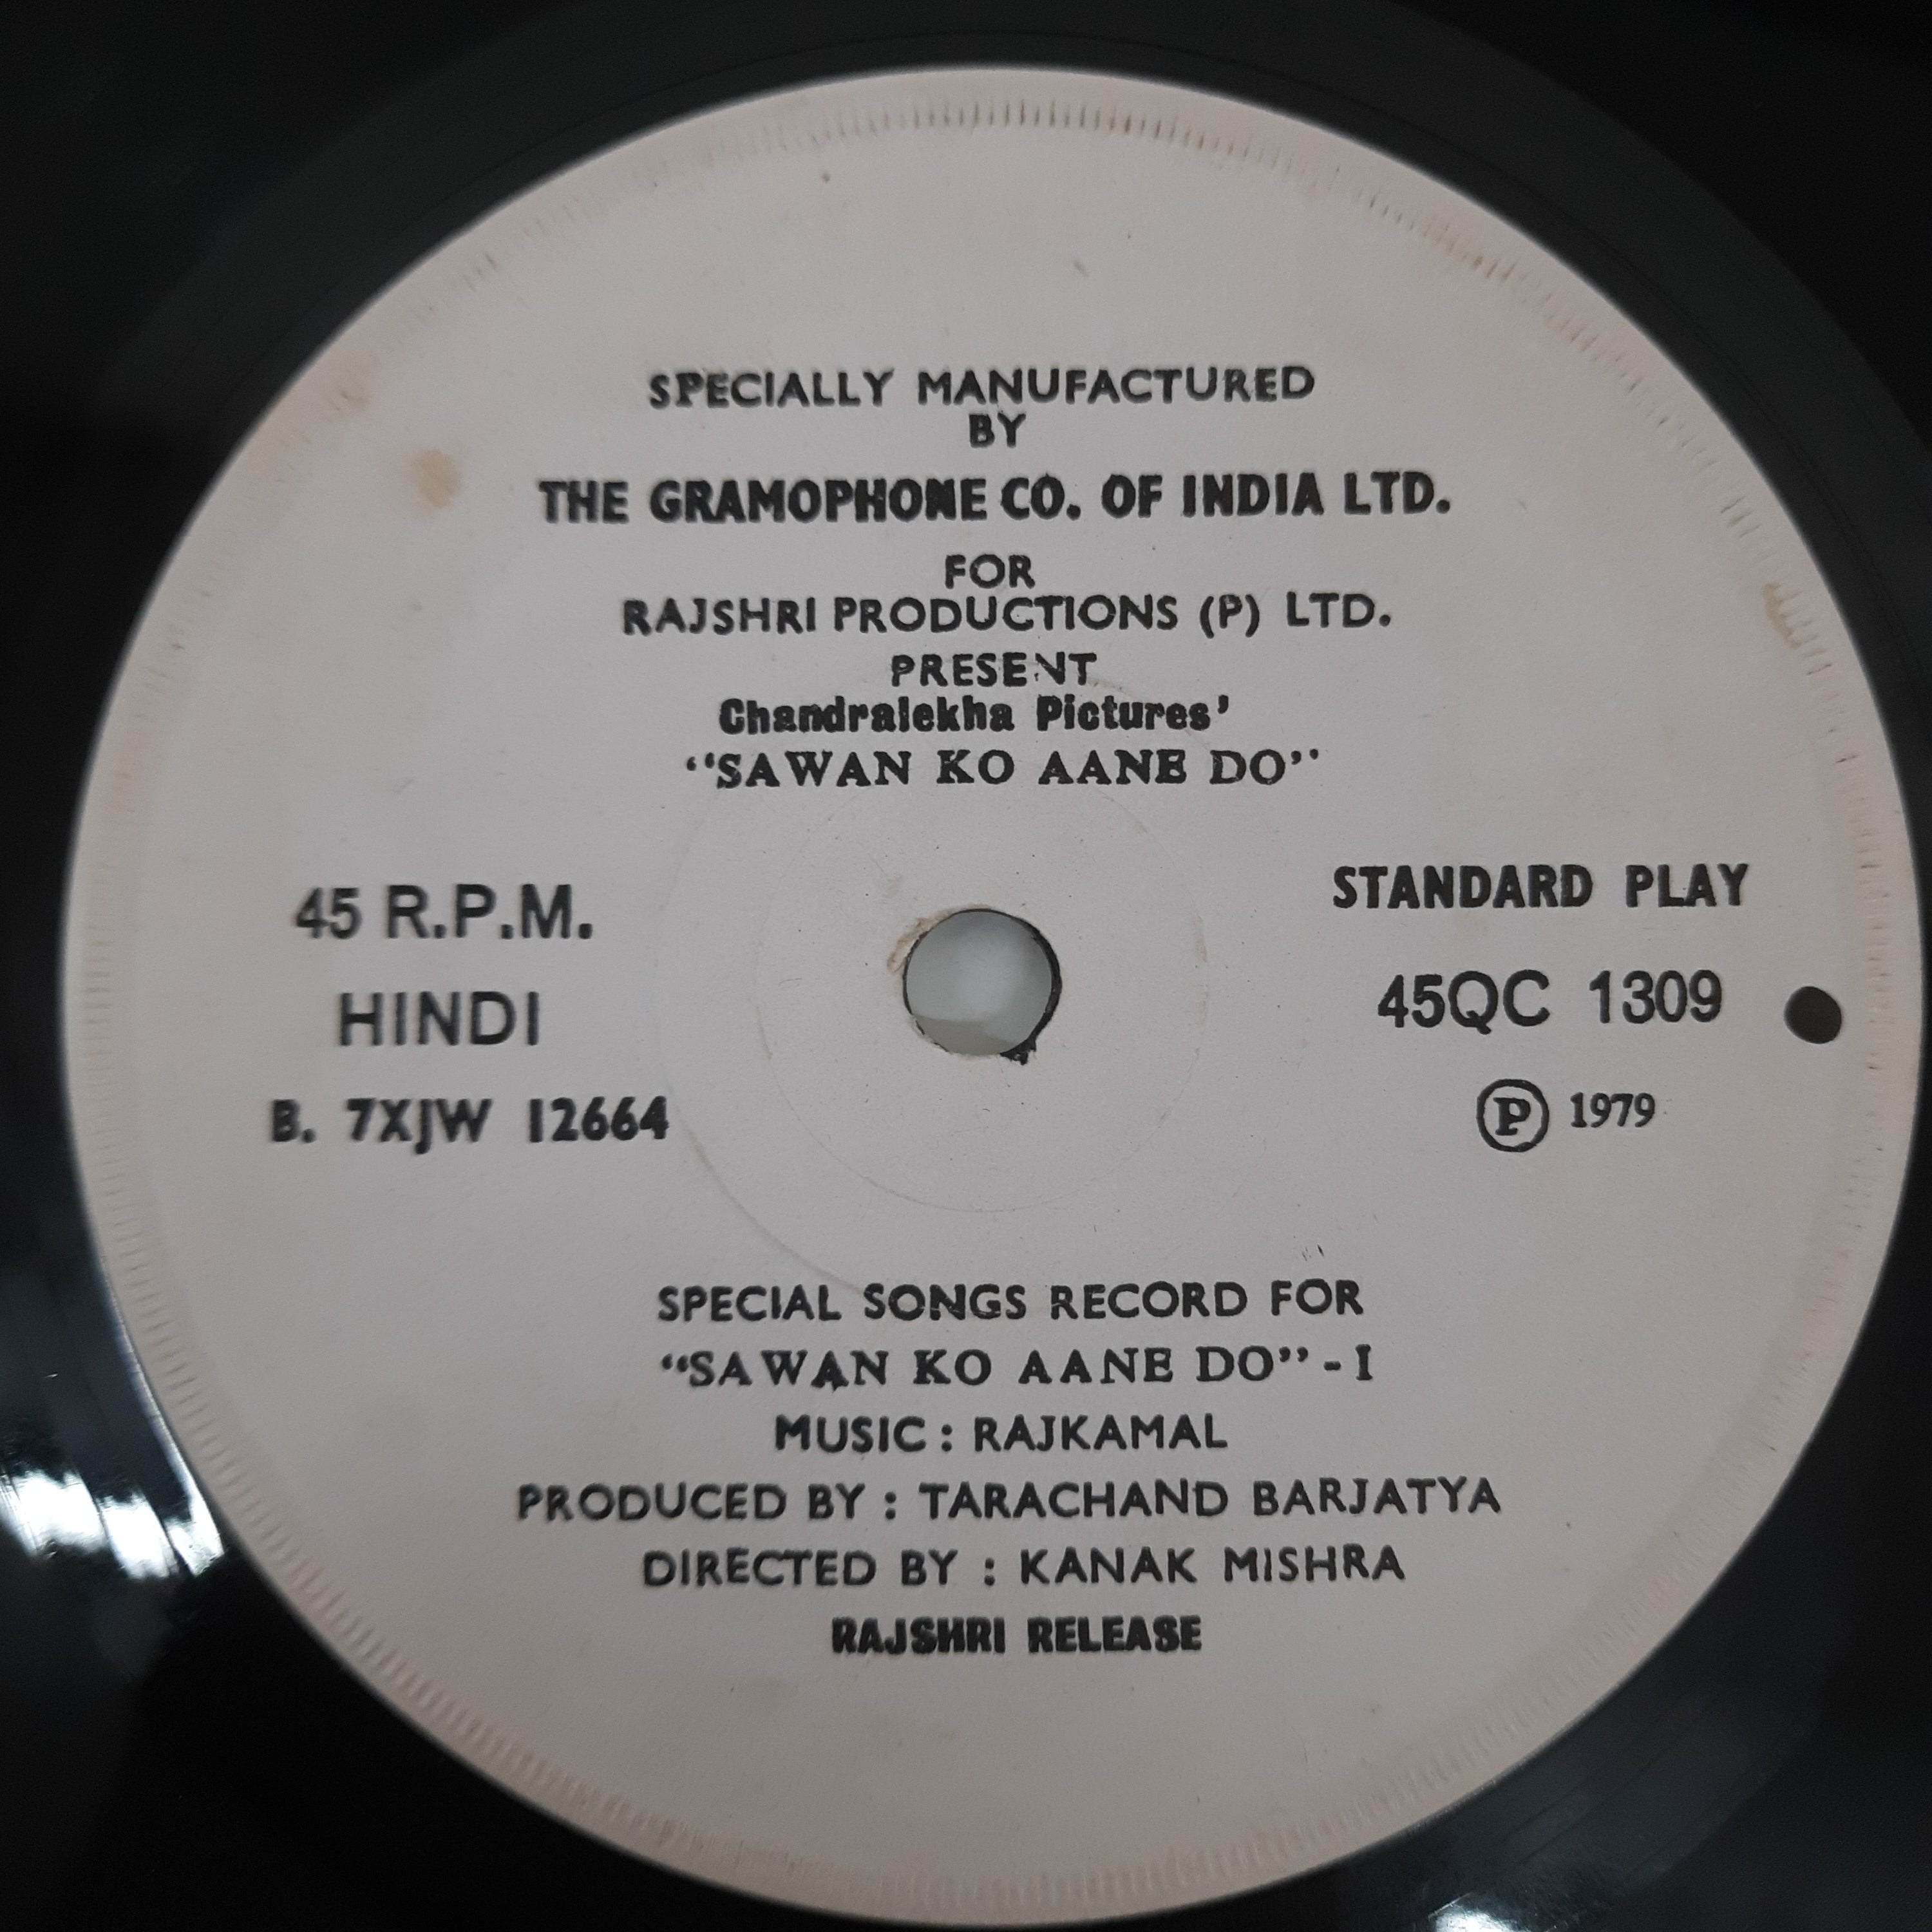 SPECIALLY MANUFACTURED
BY
THE GRAMOPHONE CO. OF INDIA LTD.
FOR
RAJSHRI PRODUCTIONS (P) LTD.
PRESENT
Chandralekha Pictures'
"SAWAN KO AANE DO"
45 R.P.M.
STANDARD PLAY
HINDI
45QC 1309
B. 7XJW 12664
Ⓟ 1979
SPECIAL SONGS RECORD FOR
"SAWAN KO AANE DO" - I
MUSIC : RAJKAMAL
PRODUCED BY : TARACHAND BARJATYA
DIRECTED BY : KANAK MISHRA
RAJSHRI RELEASE